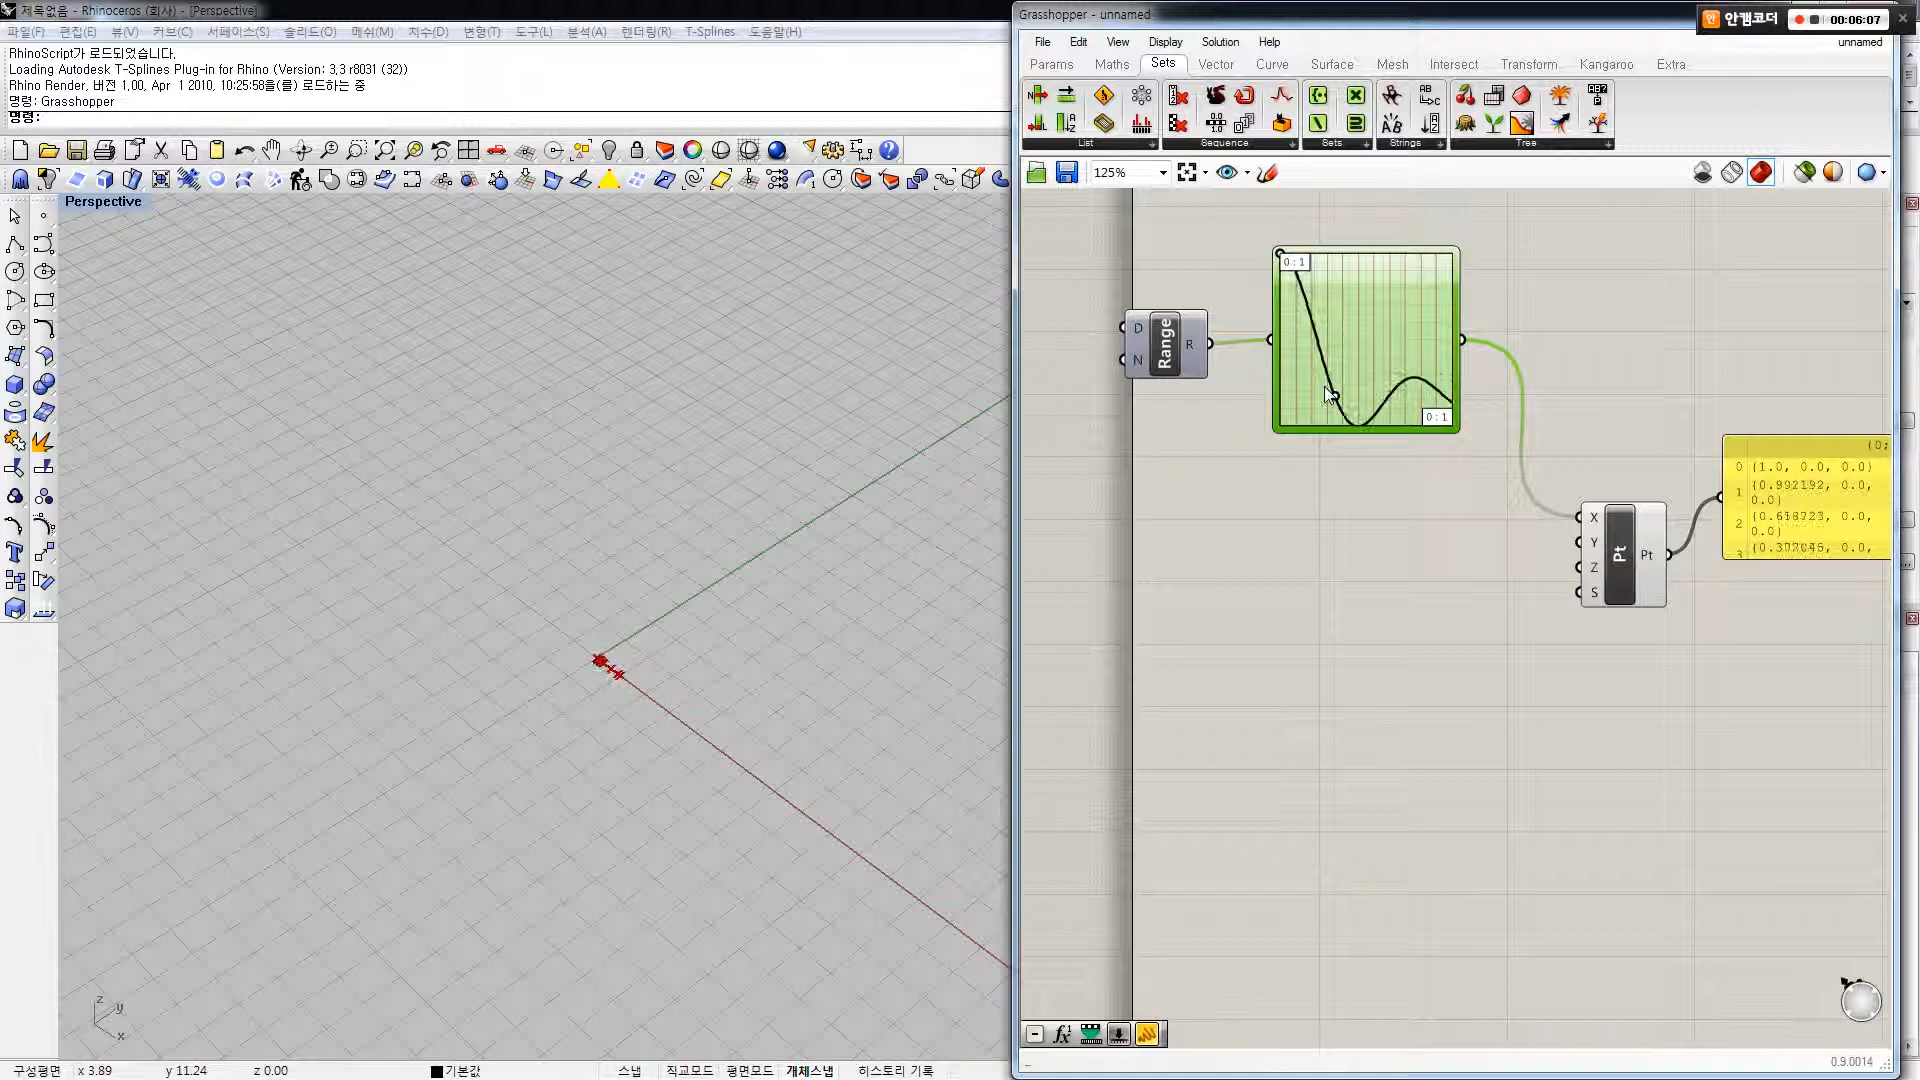 제목없음 - Rhinoceros (회사) - [Perspective]
파일(F) 편집(E) 뷰(V) 커브(C) 서페이스(S) 솔리드(O) 메쉬(M) 치수(D) 변형(T) 도구(L) 분석(A) 렌더링(R) T-Splines 도움말(H)
RhinoScript가 로드되었습니다.
Loading Autodesk T-Splines Plug-in for Rhino (Version: 3.3 r8031 (32))
Rhino Render, 버전 1.00, Apr 1 2010, 10:25:58을(를) 로드하는 중
명령: Grasshopper
명령:
Perspective
z
y
x
구성평면 x 3.89 y 11.24 z 0.00 기본값 스냅 직교모드 평면모드 개체스냅 히스토리 기록
Grasshopper - unnamed
안캠코더 00:06:07
File Edit View Display Solution Help unnamed
Params Maths Sets Vector Curve Surface Mesh Intersect Transform Kangaroo Extra
List Sequence Sets Strings Tree
125%
0 : 1
D
N
Range
R
0 : 1
X
Y
Z
S
Pt
Pt
{0;
0 {1.0, 0.0, 0.0}
1 {0.992192, 0.0, 0.0}
2 {0.618723, 0.0, 0.0}
3 {0.377045, 0.0,
0.9.0014